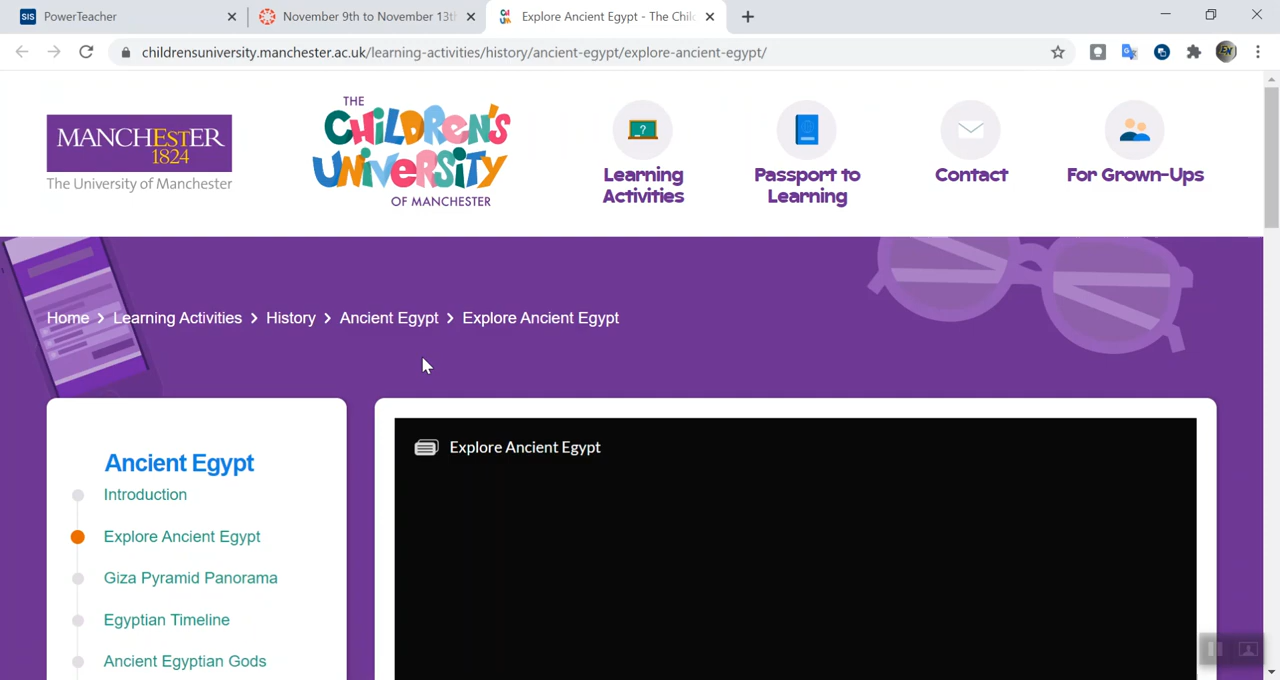 SIS PowerTeacher
November 9th to November 13th
Explore Ancient Egypt - The Chil
childrensuniversity.manchester.ac.uk/learning-activities/history/ancient-egypt/explore-ancient-egypt/
EN
MANCHESTER
1824
The University of Manchester
THE
CHiLDREN'S
UNiVERSiTY
OF MANCHESTER
Learning
Activities
Passport to
Learning
Contact
For Grown-Ups
Home > Learning Activities > History > Ancient Egypt > Explore Ancient Egypt
Ancient Egypt
Introduction
Explore Ancient Egypt
Giza Pyramid Panorama
Egyptian Timeline
Ancient Egyptian Gods
Explore Ancient Egypt